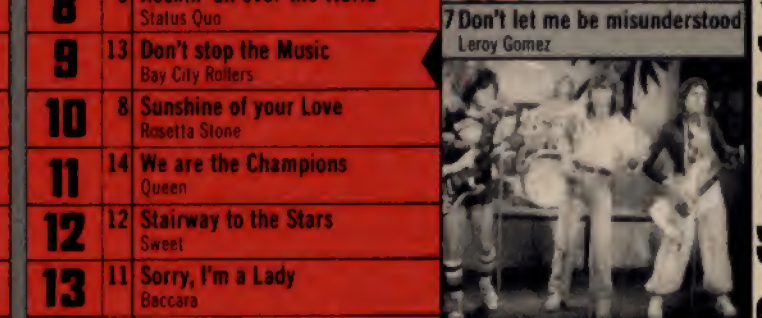 8
Status Quo
9 13 Don't stop the Music
Bay City Rollers
10 8 Sunshine of your Love
Rosetta Stone
11 14 We are the Champions
Queen
12 12 Stairway to the Stars
Sweet
13 11 Sorry, I'm a Lady
Baccara
7 Don't let me be misunderstood
Leroy Gomez